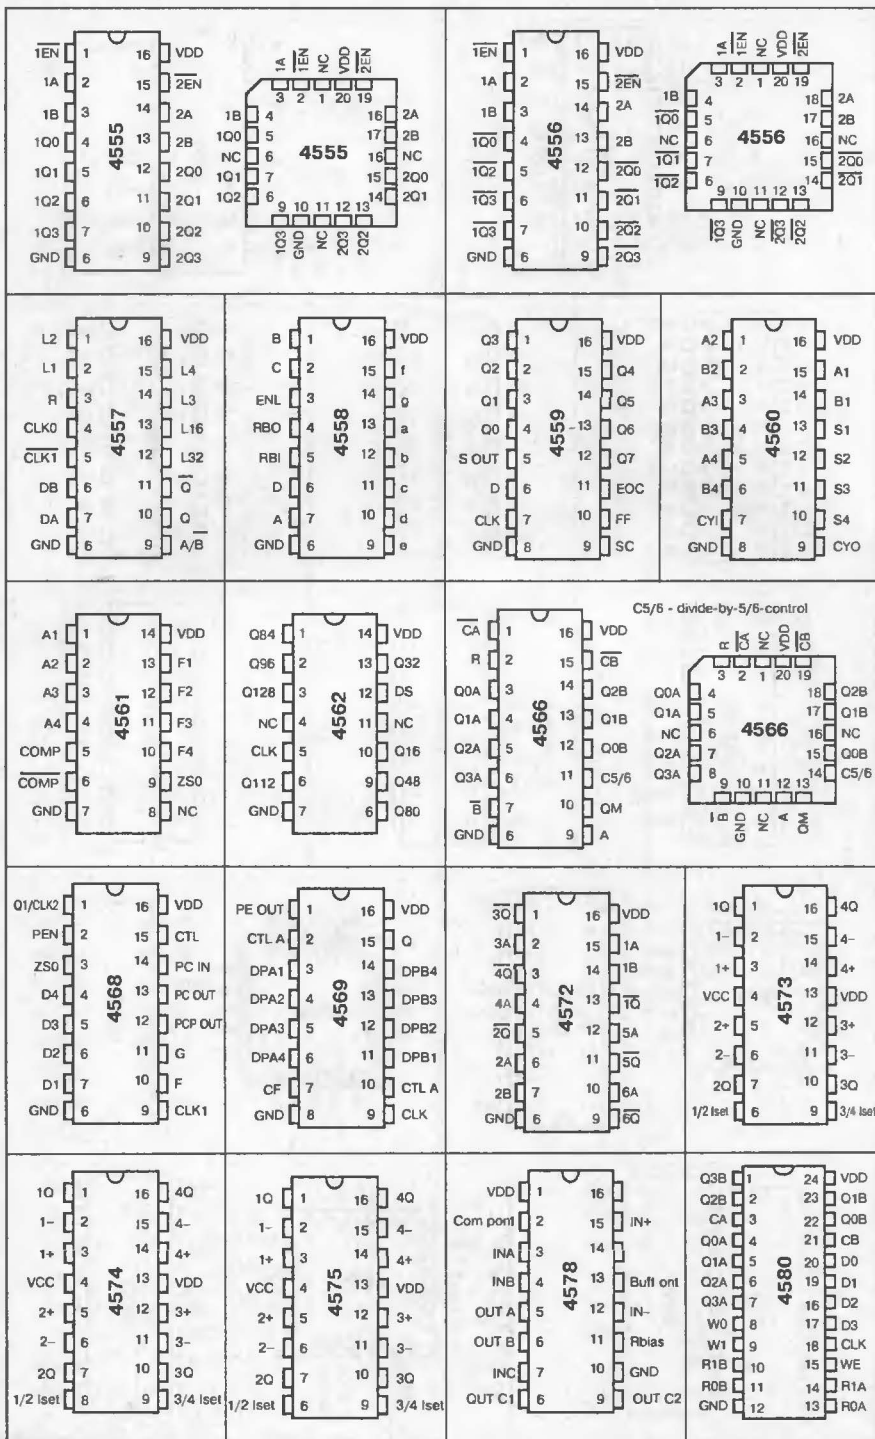 1EN 1 16 VDD
1A 2 15 2EN
1B 3 14 2A
1Q0 4 13 2B
1Q1 5 12 2Q0
1Q2 6 11 2Q1
1Q3 7 10 2Q2
GND 6 9 2Q3
4555
1A 1EN NC VDD 2EN
3 2 1 20 19
1B 4 16 2A
1Q0 5 17 2B
NC 6 16 NC
1Q1 7 15 2Q0
1Q2 6 14 2Q1
4555
9 10 11 12 13
1Q3 GND NC 2Q3 2Q2
1EN 1 16 VDD
1A 2 15 2EN
1B 3 14 2A
1Q0 4 13 2B
1Q2 5 12 2Q0
1Q3 6 11 2Q1
1Q3 7 10 2Q2
GND 6 9 2Q3
4556
1A 1EN NC VDD 2EN
3 2 1 20 19
1B 4 18 2A
1Q0 5 17 2B
NC 6 16 NC
1Q1 7 15 2Q0
1Q2 6 14 2Q1
4556
9 10 11 12 13
1Q3 GND NC 2Q3 2Q2
L2 1 16 VDD
L1 2 15 L4
R 3 14 L3
CLK0 4 13 L16
CLK1 5 12 L32
DB 6 11 Q
DA 7 10 Q
GND 6 9 A/B
4557
B 1 16 VDD
C 2 15 f
ENL 3 14 g
RBO 4 13 a
RBI 5 12 b
D 6 11 c
A 7 10 d
GND 6 9 e
4558
Q3 1 16 VDD
Q2 2 15 Q4
Q1 3 14 Q5
Q0 4 13 Q6
S OUT 5 12 Q7
D 6 11 EOC
CLK 7 10 FF
GND 8 9 SC
4559
A2 1 16 VDD
B2 2 15 A1
A3 3 14 B1
B3 4 13 S1
A4 5 12 S2
B4 6 11 S3
CYI 7 10 S4
GND 8 9 CYO
4560
A1 1 14 VDD
A2 2 13 F1
A3 3 12 F2
A4 4 11 F3
COMP 5 10 F4
COMP 6 9 ZS0
GND 7 8 NC
4561
Q84 1 14 VDD
Q96 2 13 Q32
Q128 3 12 DS
NC 4 11 NC
CLK 5 10 Q16
Q112 6 9 Q48
GND 7 6 Q80
4562
CA 1 16 VDD
R 2 15 CB
Q0A 3 14 Q2B
Q1A 4 13 Q1B
Q2A 5 12 Q0B
Q3A 6 11 C5/6
B 7 10 QM
GND 6 9 A
4566
C5/6 - divide-by-5/6-control
R CA NC VDD CB
3 2 1 20 19
Q0A 4 18 Q2B
Q1A 5 17 Q1B
NC 6 16 NC
Q2A 7 15 Q0B
Q3A 8 14 C5/6
4566
9 10 11 12 13
B GND NC A QM
Q1/CLK2 1 16 VDD
PEN 2 15 CTL
ZS0 3 14 PC IN
D4 4 13 PC OUT
D3 5 12 PCP OUT
D2 6 11 G
D1 7 10 F
GND 6 9 CLK1
4568
PE OUT 1 16 VDD
CTL A 2 15 Q
DPA1 3 14 DPB4
DPA2 4 13 DPB3
DPA3 5 12 DPB2
DPA4 6 11 DPB1
CF 7 10 CTL A
GND 8 9 CLK
4569
3Q 1 16 VDD
3A 2 15 1A
4Q 3 14 1B
4A 4 13 1Q
2Q 5 12 5A
2A 6 11 5Q
2B 7 10 6A
GND 6 9 6Q
4572
1Q 1 16 4Q
1– 2 15 4–
1+ 3 14 4+
VCC 4 13 VDD
2+ 5 12 3+
2– 6 11 3–
2Q 7 10 3Q
1/2 Iset 6 9 3/4 Iset
4573
1Q 1 16 4Q
1– 2 15 4–
1+ 3 14 4+
VCC 4 13 VDD
2+ 5 12 3+
2– 6 11 3–
2Q 7 10 3Q
1/2 Iset 8 9 3/4 Iset
4574
1Q 1 16 4Q
1– 2 15 4–
1+ 3 14 4+
VCC 4 13 VDD
2+ 5 12 3+
2– 6 11 3–
2Q 7 10 3Q
1/2 Iset 6 9 3/4 Iset
4575
VDD 1 16
Com pont 2 15 IN+
INA 3 14
INB 4 13 Buff ont
OUT A 5 12 IN–
OUT B 6 11 Rbias
INC 7 10 GND
OUT C1 6 9 OUT C2
4578
Q3B 1 24 VDD
Q2B 2 23 Q1B
CA 3 22 Q0B
Q0A 4 21 CB
Q1A 5 20 D0
Q2A 6 19 D1
Q3A 7 16 D2
W0 8 17 D3
W1 9 18 CLK
R1B 10 15 WE
R0B 11 14 R1A
GND 12 13 R0A
4580